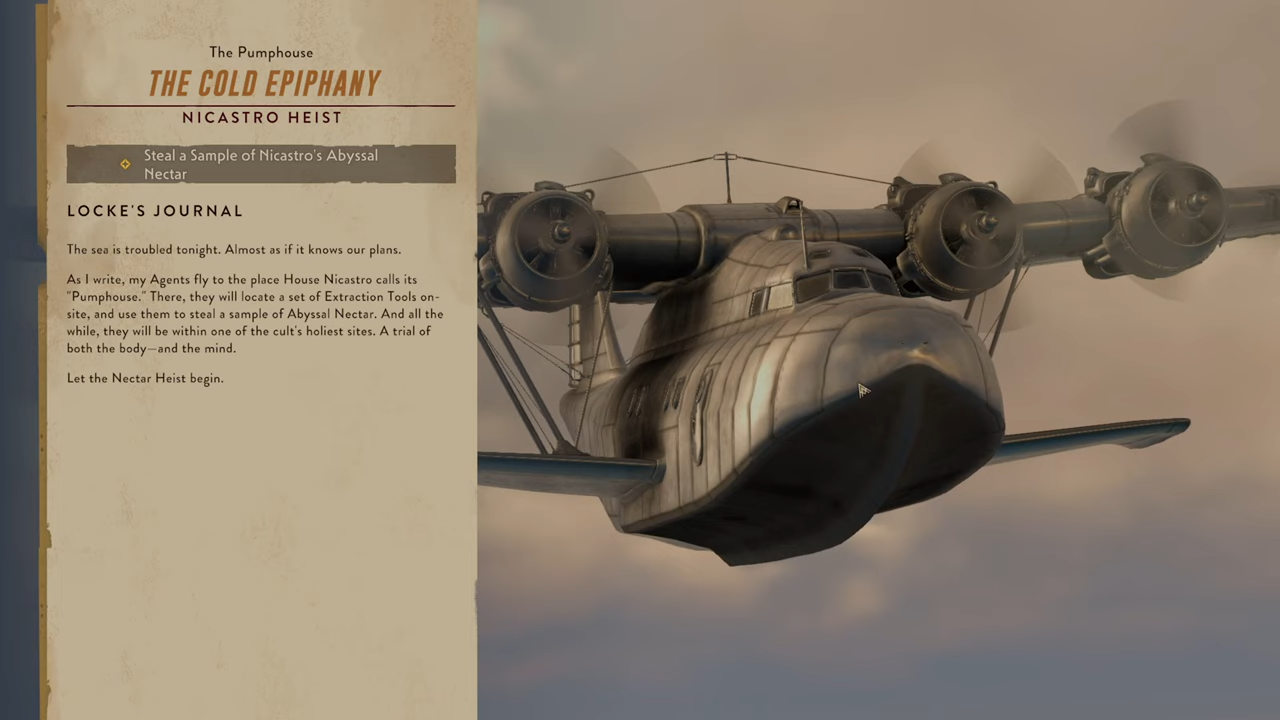 The Pumphouse
THE COLD EPIPHANY
NICASTRO HEIST
Steal a Sample of Nicastro's Abyssal
Nectar
LOCKE'S JOURNAL
The sea is troubled tonight. Almost as if it knows our plans.
As I write, my Agents fly to the place House Nicastro calls its
"Pumphouse." There, they will locate a set of Extraction Tools on-
site, and use them to steal a sample of Abyssal Nectar. And all the
while, they will be within one of the cult's holiest sites. A trial of
both the body—and the mind.
Let the Nectar Heist begin.